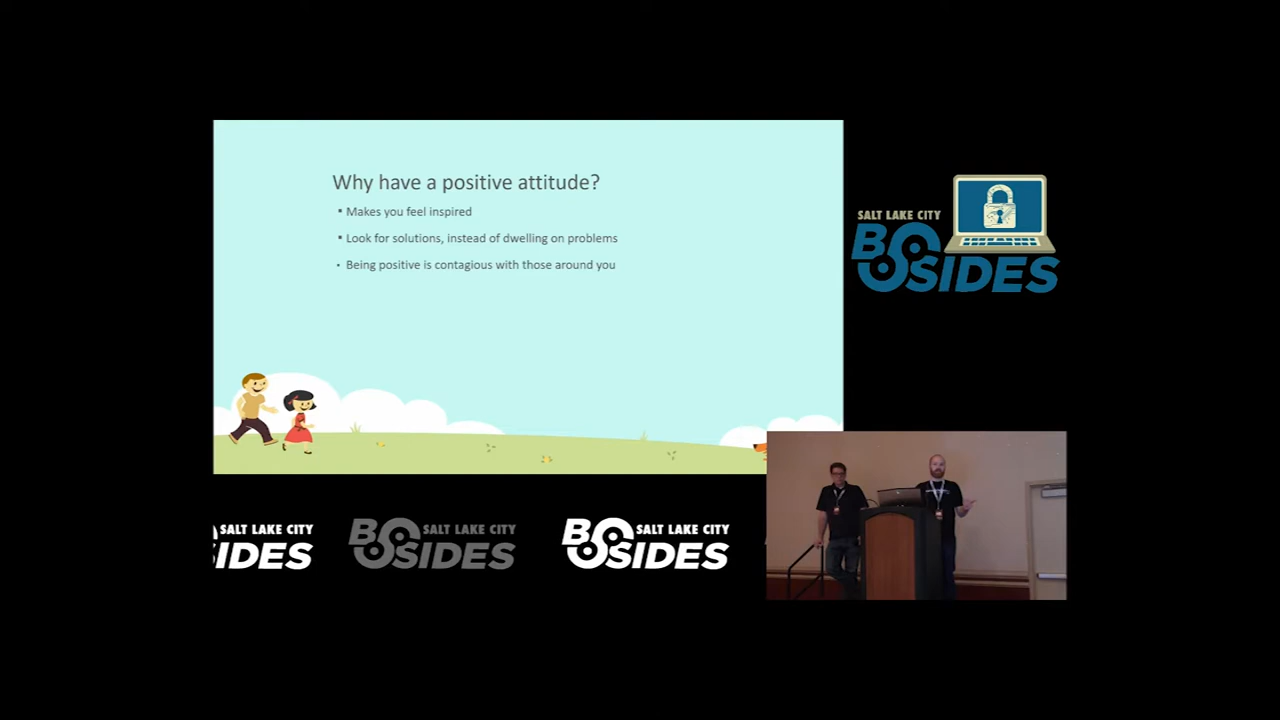 Why have a positive attitude?
• Makes you feel inspired
• Look for solutions, instead of dwelling on problems
• Being positive is contagious with those around you
SALT LAKE CITY
BSIDES
SALT LAKE CITY
SIDES
SALT LAKE CITY
BSIDES
SALT LAKE CITY
BSIDES